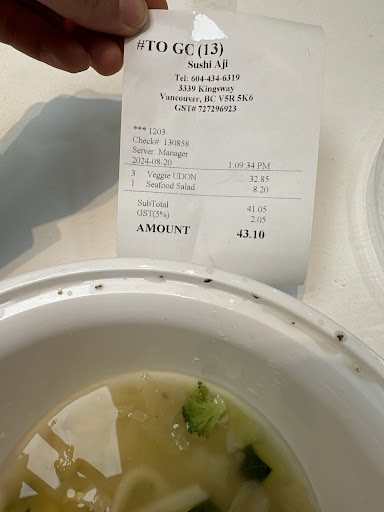 #TO GC (13)
Sushi Aji
Tel: 604-434-6319
3339 Kingsway
Vancouver, BC V5R 5K6
GST# 727296923
*** 1203
Check#: 130858
Server: Manager
2024-08-20 1:09:34 PM
3 Veggie UDON 32.85
1 Seafood Salad 8.20
SubTotal 41.05
GST(5%) 2.05
AMOUNT 43.10